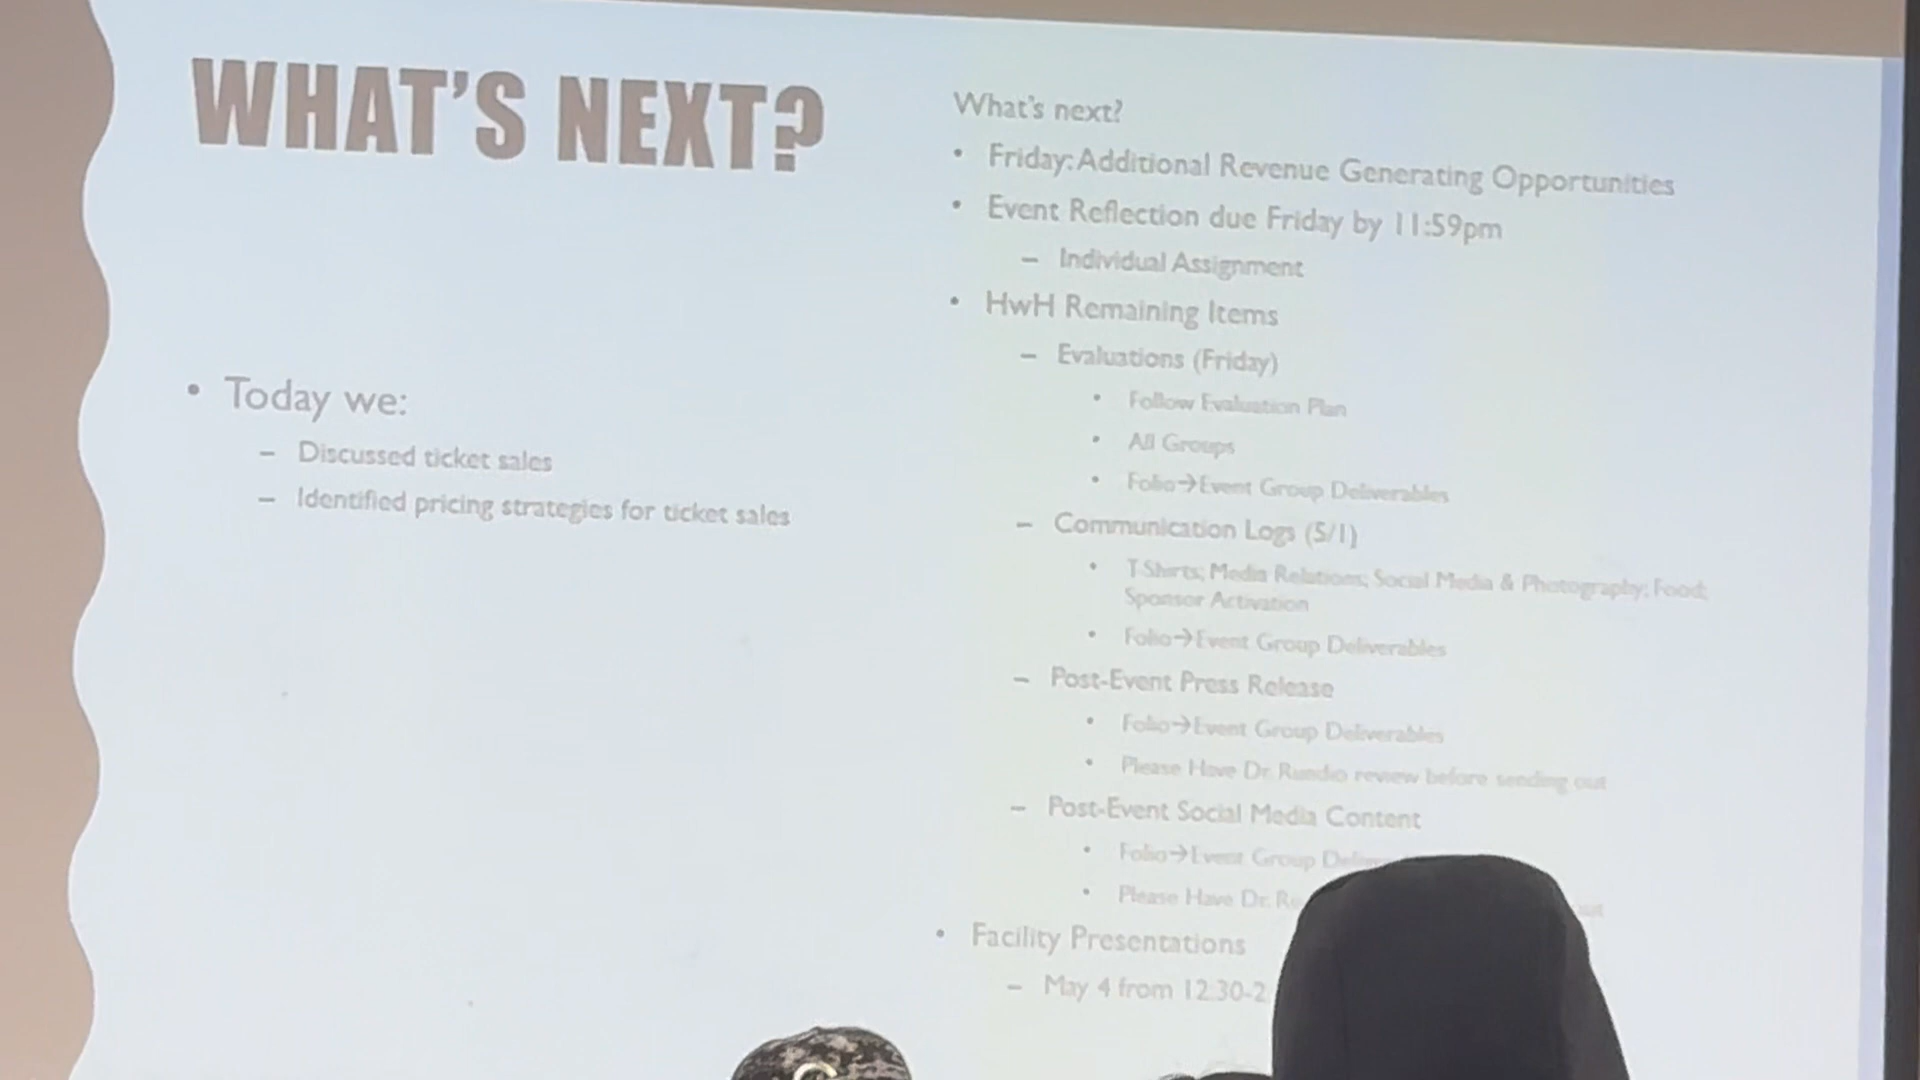 WHAT'S NEXT?
• Today we:
– Discussed ticket sales
– Identified pricing strategies for ticket sales
What's next?
• Friday: Additional Revenue Generating Opportunities
• Event Reflection due Friday by 11:59pm
– Individual Assignment
• HwH Remaining Items
– Evaluations (Friday)
• Follow Evaluation Plan
• All Groups
• Folio→Event Group Deliverables
– Communication Logs (5/1)
• T-Shirts; Media Relations; Social Media & Photography; Food;
Sponsor Activation
• Folio→Event Group Deliverables
– Post-Event Press Release
• Folio→Event Group Deliverables
• Please Have Dr. Rundio review before sending out
– Post-Event Social Media Content
• Folio→Event Group
• Please Have Dr.
• Facility Presentations
– May 4 from 12:30-2